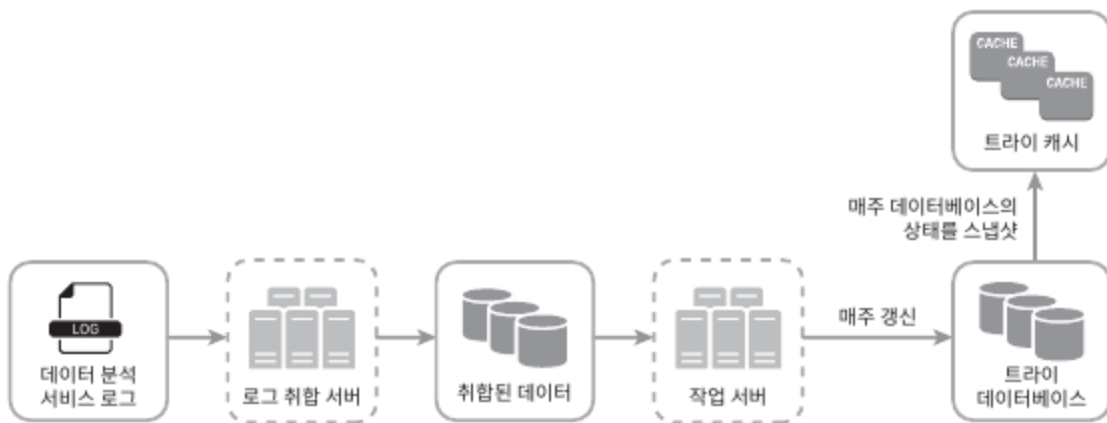 CACHE
CACHE
CACHE
트라이 캐시
매주 데이터베이스의
상태를 스냅샷
LOG
데이터 분석
서비스 로그
로그 취합 서버
취합된 데이터
작업 서버
매주 갱신
트라이
데이터베이스